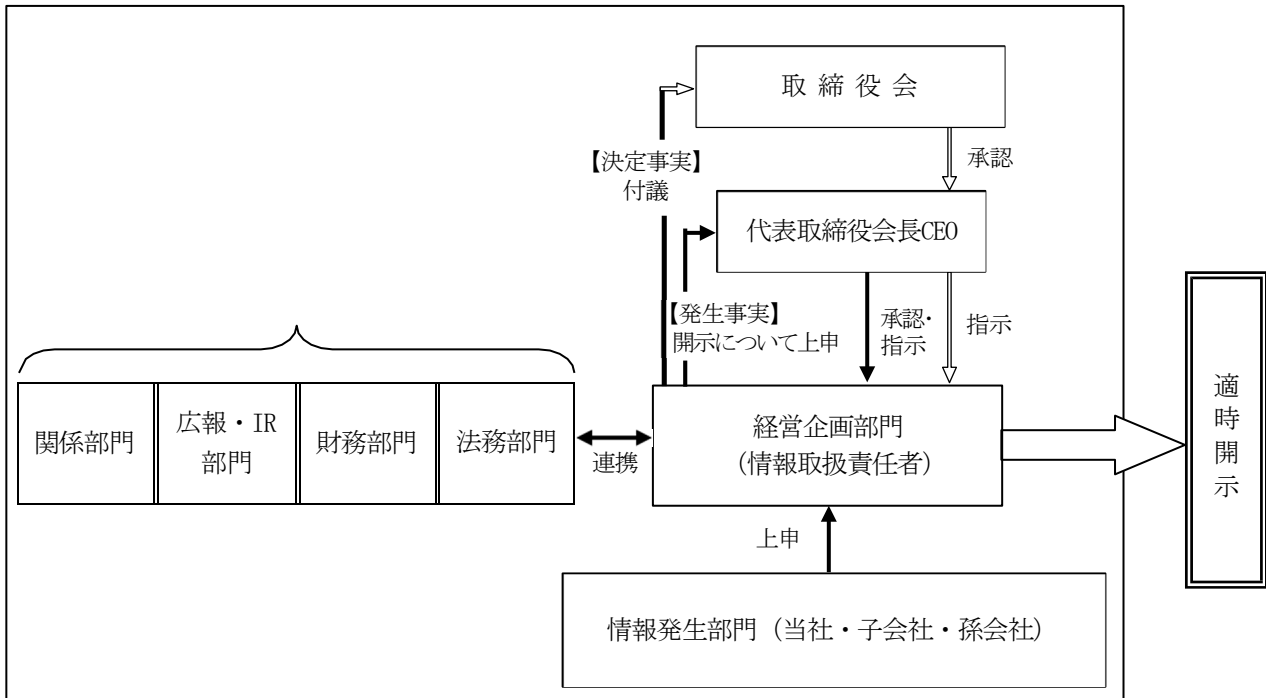 取 締 役 会
【決定事実】
付議
承認
代表取締役会長CEO
【発生事実】
開示について上申
承認・
指示
指示
関係部門
広報・IR
部門
財務部門
法務部門
連携
経営企画部門
（情報取扱責任者）
適時開示
上申
情報発生部門（当社・子会社・孫会社）